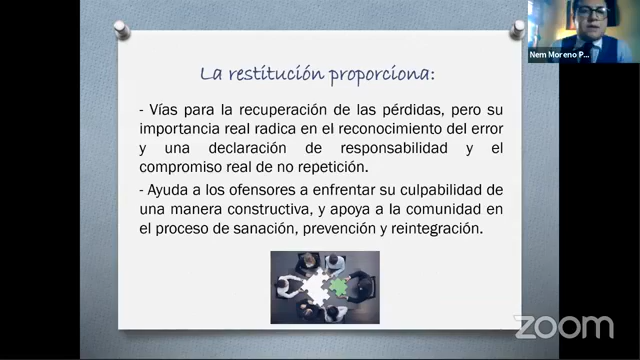 La restitución proporciona:
- Vías para la recuperación de las pérdidas, pero su
importancia real radica en el reconocimiento del error
y una declaración de responsabilidad y el
compromiso real de no repetición.
- Ayuda a los ofensores a enfrentar su culpabilidad de
una manera constructiva, y apoya a la comunidad en
el proceso de sanación, prevención y reintegración.
Nem Moreno P...
zoom